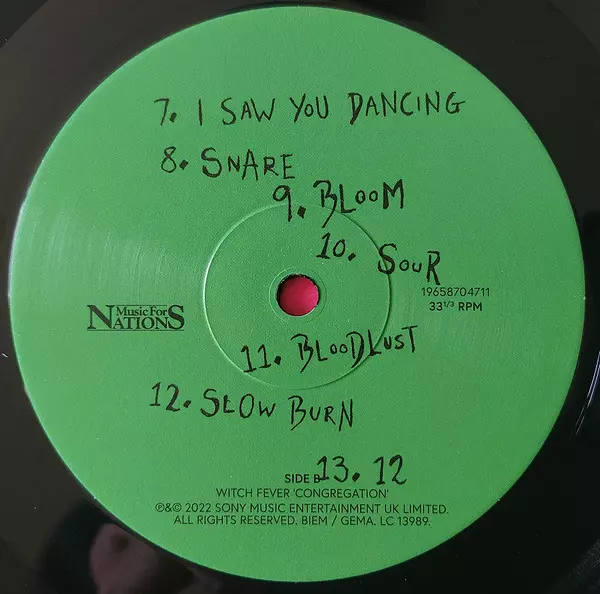 7. I SAW YOU DANCING
8. SNARE
9. BLOOM
10. SOUR
19658704711
33 1/3 RPM
Music For
NATIONS
11. BLOODLUST
12. SLOW BURN
13. 12
SIDE B
WITCH FEVER 'CONGREGATION'
℗&© 2022 SONY MUSIC ENTERTAINMENT UK LIMITED.
ALL RIGHTS RESERVED. BIEM / GEMA. LC 13989.